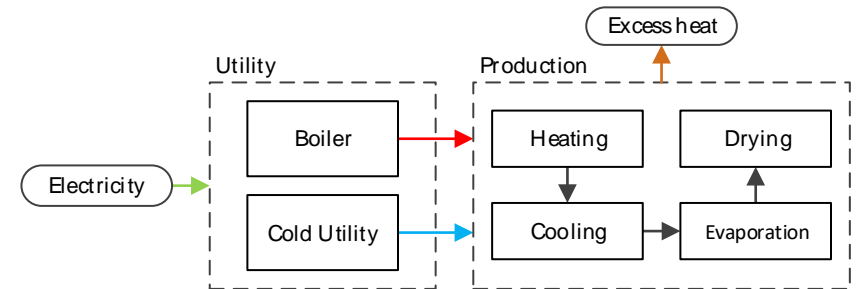 Excess heat
Utility
Production
Boiler
Heating
Drying
Electricity
Cold Utility
Cooling
Evaporation